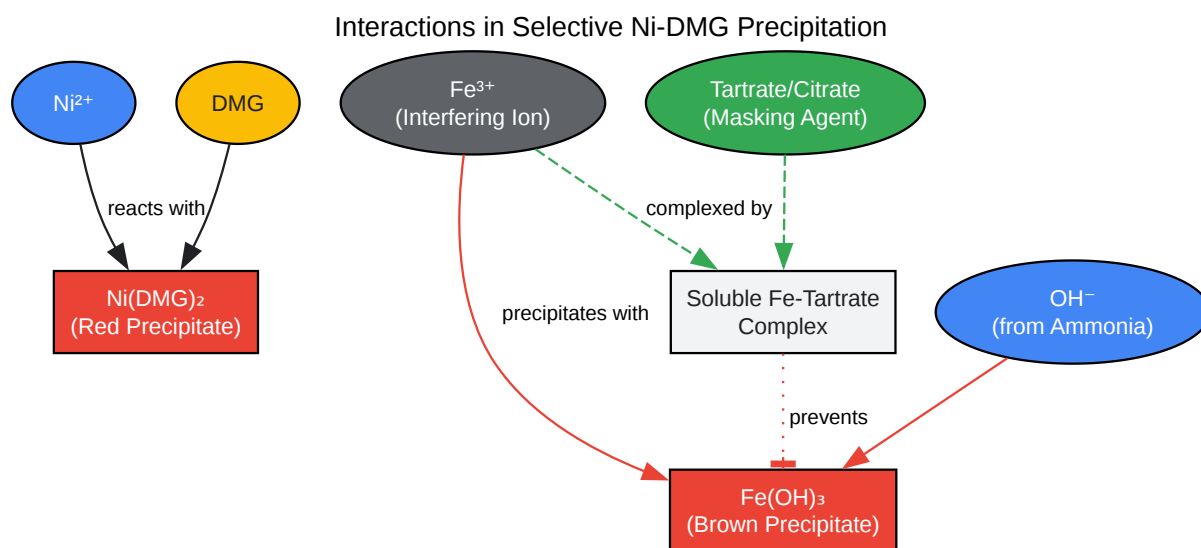 Interactions in Selective Ni-DMG Precipitation
Ni²⁺
DMG
Fe³⁺
(Interfering Ion)
Tartrate/Citrate
(Masking Agent)
reacts with
complexed by
Ni(DMG)₂
(Red Precipitate)
precipitates with
Soluble Fe-Tartrate
Complex
OH⁻
(from Ammonia)
prevents
Fe(OH)₃
(Brown Precipitate)